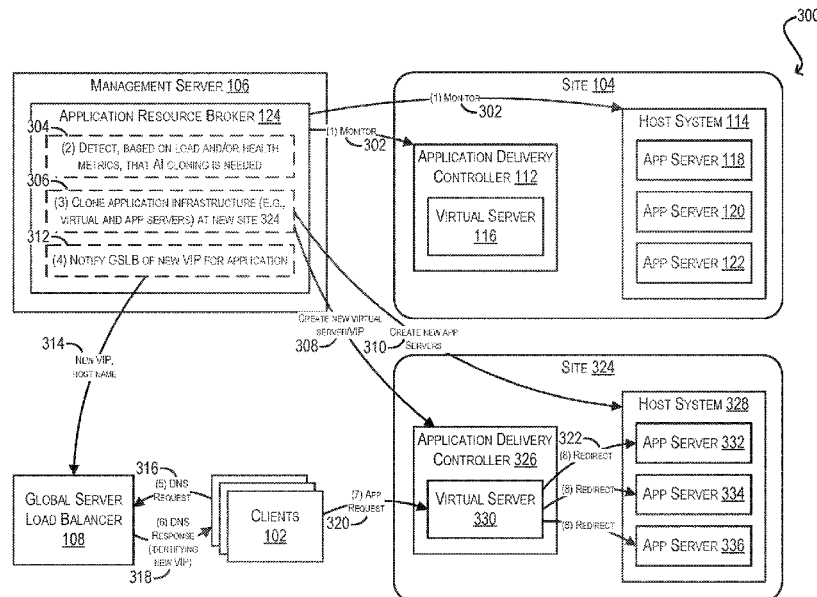 300
MANAGEMENT SERVER 106
APPLICATION RESOURCE BROKER 124
304
(2) DETECT, BASED ON LOAD AND/OR HEALTH
METRICS, THAT AI CLONING IS NEEDED
306
(3) CLONE APPLICATION INFRASTRUCTURE (E.G.,
VIRTUAL AND APP SERVERS) AT NEW SITE 324
312
(4) NOTIFY GSLB OF NEW VIP FOR APPLICATION
SITE 104
(1) MONITOR
302
(1) MONITOR
302
APPLICATION DELIVERY
CONTROLLER 112
VIRTUAL SERVER
116
HOST SYSTEM 114
APP SERVER 118
APP SERVER 120
APP SERVER 122
CREATE NEW VIRTUAL
SERVER/VIP
308
CREATE NEW APP
SERVERS
310
314
NEW VIP,
HOST NAME
SITE 324
APPLICATION DELIVERY
CONTROLLER 326
VIRTUAL SERVER
330
HOST SYSTEM 328
APP SERVER 332
APP SERVER 334
APP SERVER 336
322
(8) REDIRECT
(8) REDIRECT
(8) REDIRECT
GLOBAL SERVER
LOAD BALANCER
108
316
(5) DNS
REQUEST
(6) DNS
RESPONSE
(IDENTIFYING
NEW VIP)
318
CLIENTS
102
(7) APP
REQUEST
320